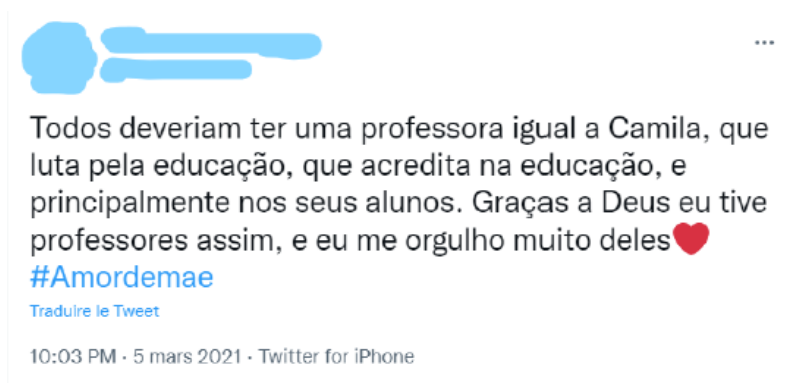 Todos deveriam ter uma professora igual a Camila, que
luta pela educação, que acredita na educação, e
principalmente nos seus alunos. Graças a Deus eu tive
professores assim, e eu me orgulho muito deles❤️
#Amordemae
Traduire le Tweet
10:03 PM · 5 mars 2021 · Twitter for iPhone